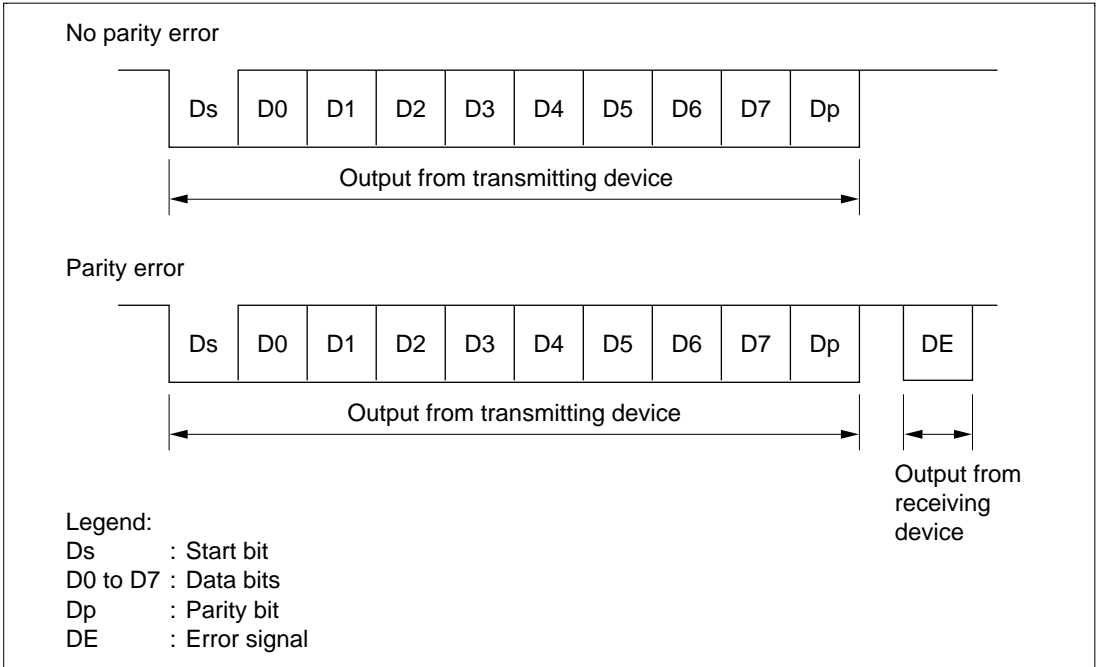 No parity error
Ds D0 D1 D2 D3 D4 D5 D6 D7 Dp
Output from transmitting device
Parity error
Ds D0 D1 D2 D3 D4 D5 D6 D7 Dp DE
Output from transmitting device
Output from
receiving
device
Legend:
Ds : Start bit
D0 to D7 : Data bits
Dp : Parity bit
DE : Error signal